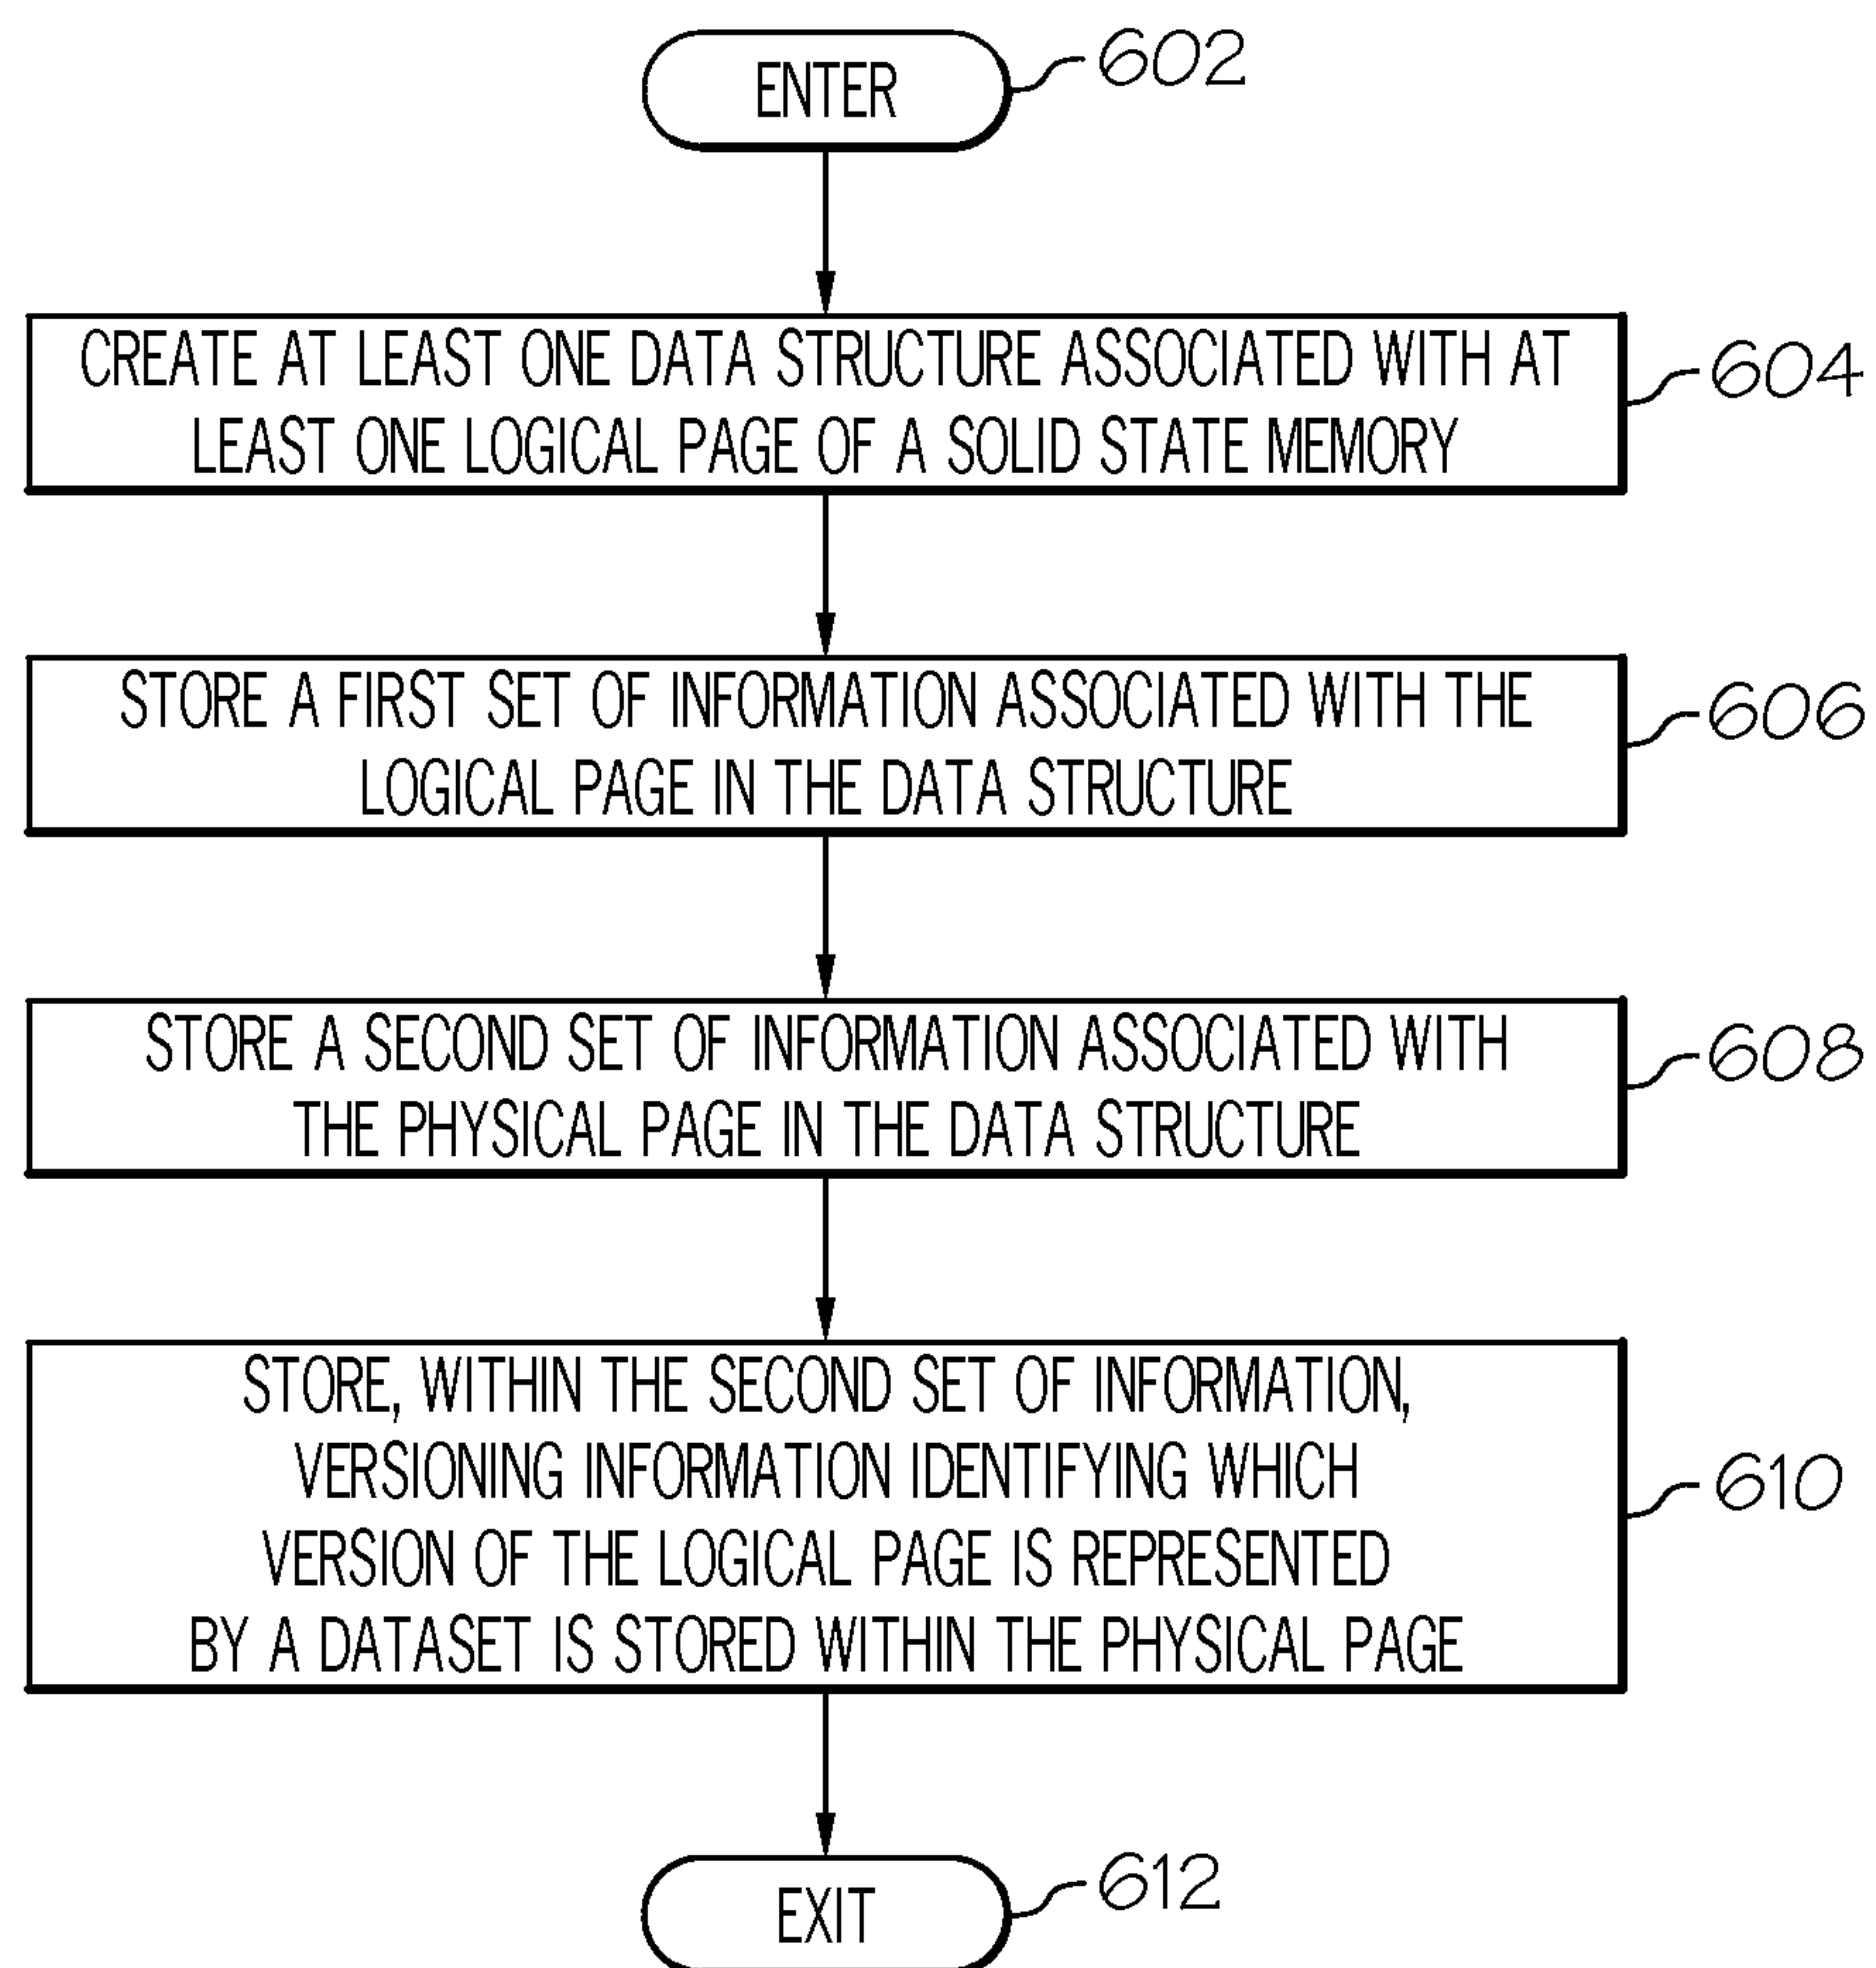 ENTER
602
CREATE AT LEAST ONE DATA STRUCTURE ASSOCIATED WITH AT
LEAST ONE LOGICAL PAGE OF A SOLID STATE MEMORY
604
STORE A FIRST SET OF INFORMATION ASSOCIATED WITH THE
LOGICAL PAGE IN THE DATA STRUCTURE
606
STORE A SECOND SET OF INFORMATION ASSOCIATED WITH
THE PHYSICAL PAGE IN THE DATA STRUCTURE
608
STORE, WITHIN THE SECOND SET OF INFORMATION,
VERSIONING INFORMATION IDENTIFYING WHICH
VERSION OF THE LOGICAL PAGE IS REPRESENTED
BY A DATASET IS STORED WITHIN THE PHYSICAL PAGE
610
EXIT
612